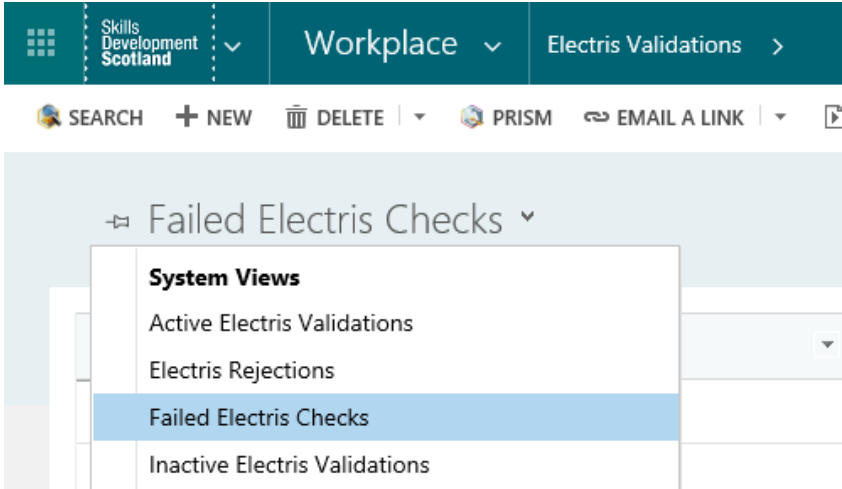 Skills
Development
Scotland
Workplace
Electris Validations
SEARCH
NEW
DELETE
PRISM
EMAIL A LINK
Failed Electris Checks
System Views
Active Electris Validations
Electris Rejections
Failed Electris Checks
Inactive Electris Validations